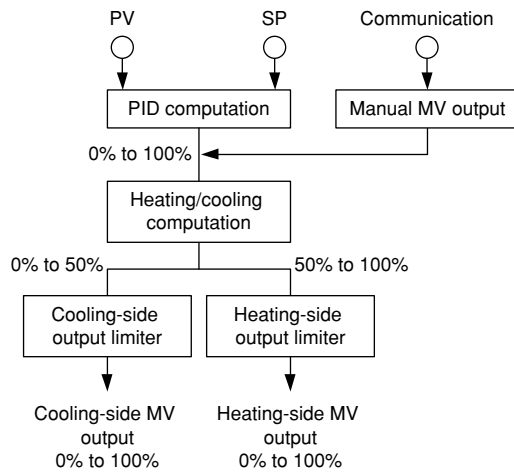 PV
SP
Communication
PID computation
Manual MV output
0% to 100%
Heating/cooling
computation
0% to 50%
50% to 100%
Cooling-side
output limiter
Heating-side
output limiter
Cooling-side MV
output
0% to 100%
Heating-side MV
output
0% to 100%